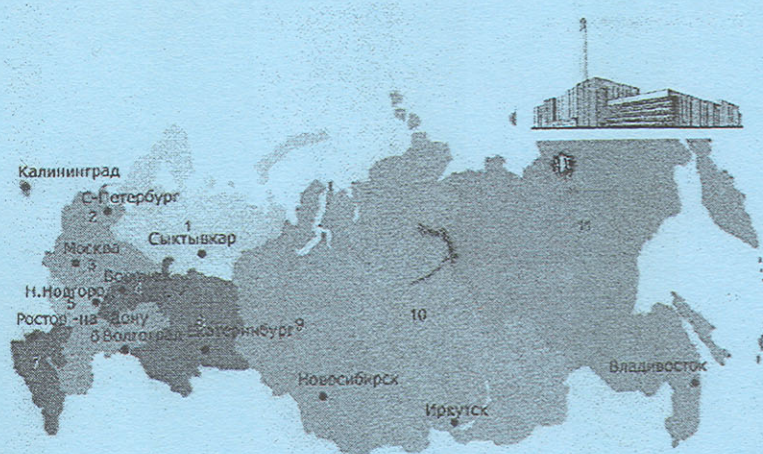 Калининград
С-Петербург
2
1
Сыктывкар
Москва
3
Н.Новгород
5
Ростов -на Дону
6 Волгоград
Екатеринбург 9
7
10
11
Новосибирск
Иркутск
Владивосток